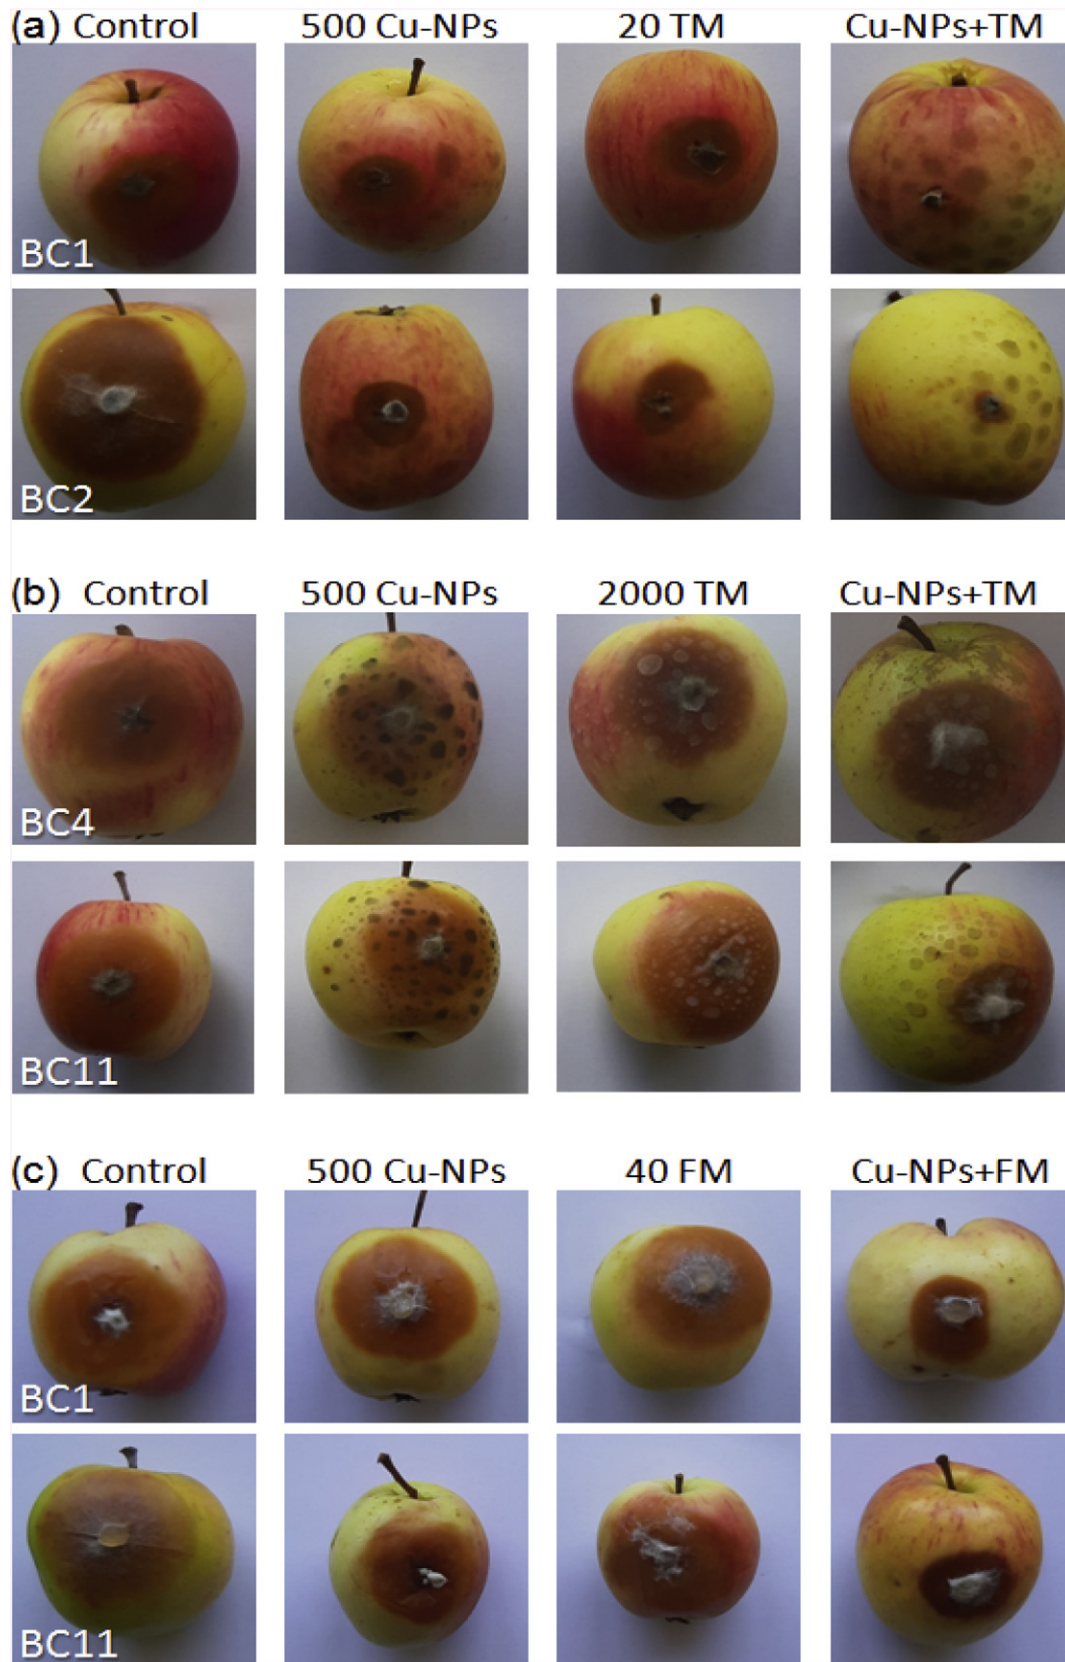 (a) Control 500 Cu-NPs 20 TM Cu-NPs+TM
BC1
BC2
(b) Control 500 Cu-NPs 2000 TM Cu-NPs+TM
BC4
BC11
(c) Control 500 Cu-NPs 40 FM Cu-NPs+FM
BC1
BC11